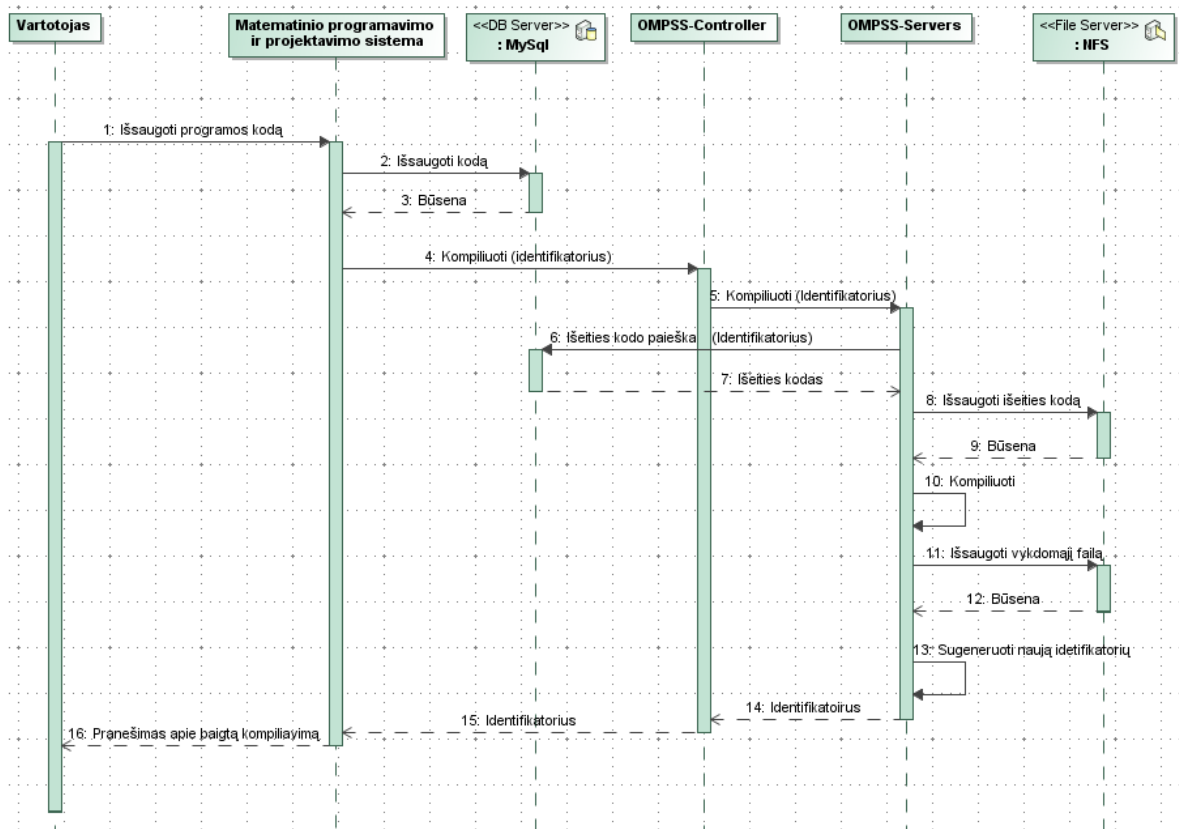 Vartotojas
Matematinio programavimo
ir projektavimo sistema
<<DB Server>>
: MySql
OMPSS-Controller
OMPSS-Servers
<<File Server>>
: NFS
1: Išsaugoti programos kodą
2: Išsaugoti kodą
3: Būsena
4: Kompiliuoti (identifikatorius)
5: Kompiliuoti (Identifikatorius)
6: Išeities kodo paieška (Identifikatorius)
7: Išeities kodas
8: Išsaugoti išeities kodą
9: Būsena
10: Kompiliuoti
11: Išsaugoti vykdomąjį failą
12: Būsena
13: Sugeneruoti naują idetifikatorių
14: Identifikatoirus
15: Identifikatorius
16: Pranešimas apie baigtą kompiliavimą